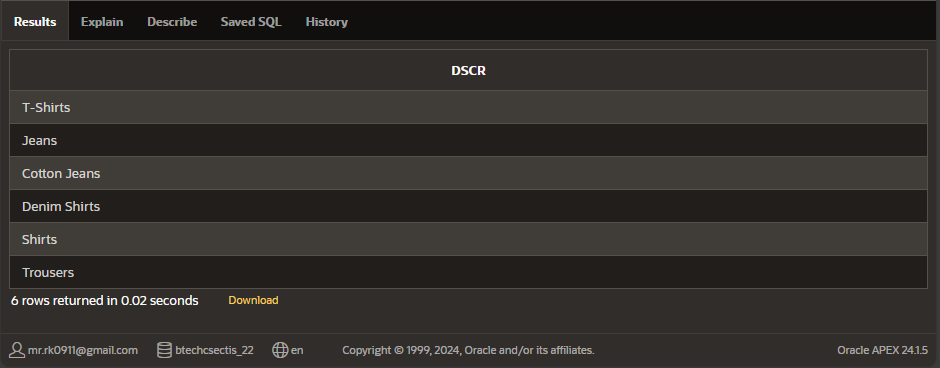 Results Explain Describe Saved SQL History
DSCR
T-Shirts
Jeans
Cotton Jeans
Denim Shirts
Shirts
Trousers
6 rows returned in 0.02 seconds Download
mr.rk0911@gmail.com btechcsectis_22 en Copyright © 1999, 2024, Oracle and/or its affiliates. Oracle APEX 24.1.5